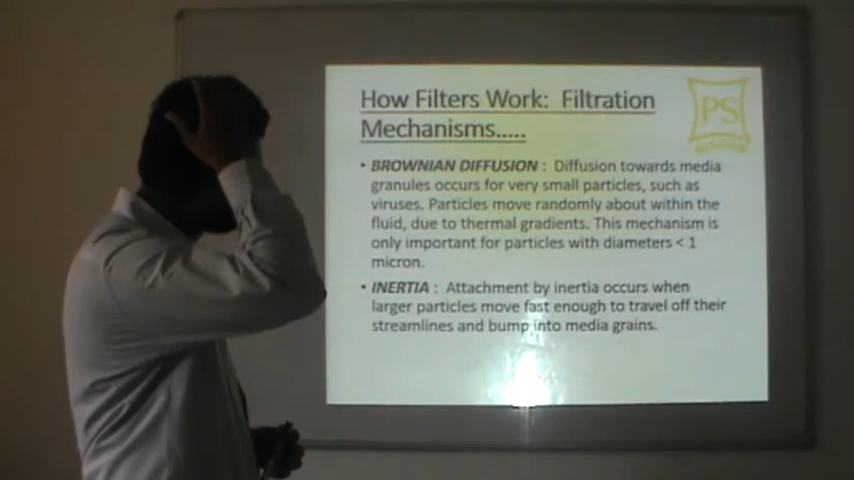 How Filters Work: Filtration
Mechanisms.....
PS
• BROWNIAN DIFFUSION : Diffusion towards media
granules occurs for very small particles, such as
viruses. Particles move randomly about within the
fluid, due to thermal gradients. This mechanism is
only important for particles with diameters < 1
micron.
• INERTIA : Attachment by inertia occurs when
larger particles move fast enough to travel off their
streamlines and bump into media grains.